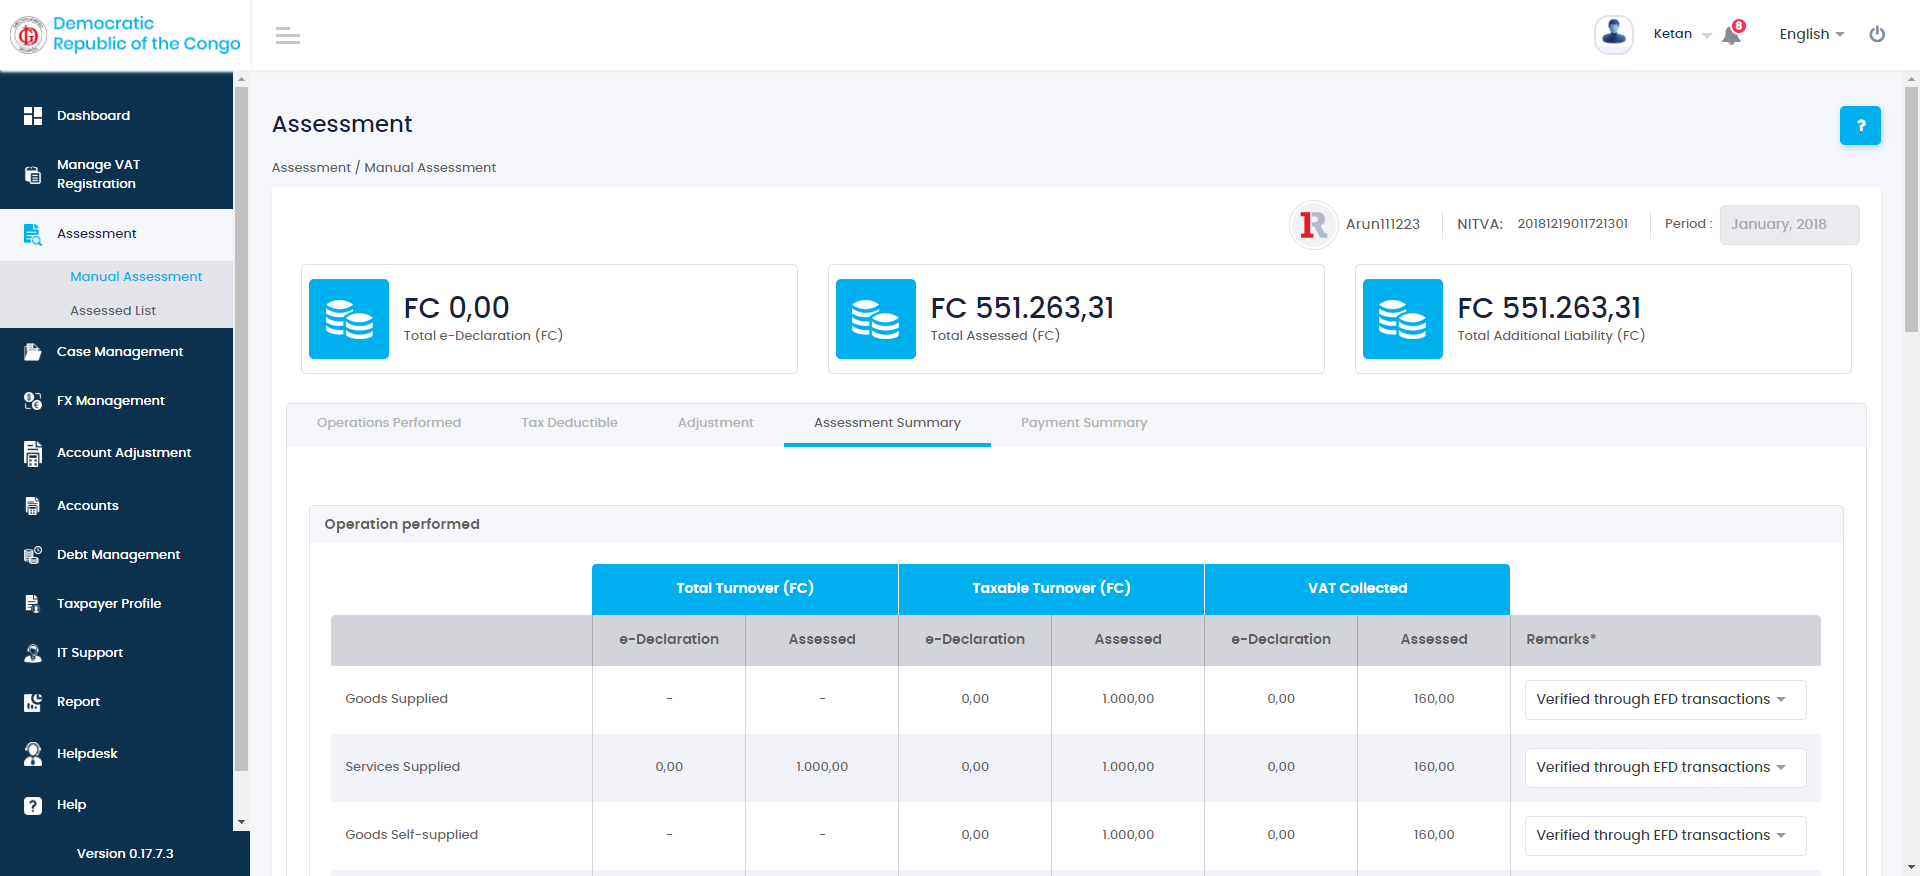 Democratic
Republic of the Congo
Ketan
8
English
Dashboard
Manage VAT
Registration
Assessment
Manual Assessment
Assessed List
Case Management
FX Management
Account Adjustment
Accounts
Debt Management
Taxpayer Profile
IT Support
Report
Helpdesk
Help
Version 0.17.7.3
Assessment
?
Assessment / Manual Assessment
Arun111223 NITVA: 20181219011721301 Period : January, 2018
FC 0,00
Total e-Declaration (FC)
FC 551.263,31
Total Assessed (FC)
FC 551.263,31
Total Additional Liability (FC)
Operations Performed Tax Deductible Adjustment Assessment Summary Payment Summary
Operation performed
Total Turnover (FC) Taxable Turnover (FC) VAT Collected
e-Declaration Assessed e-Declaration Assessed e-Declaration Assessed Remarks*
Goods Supplied - - 0,00 1.000,00 0,00 160,00 Verified through EFD transactions
Services Supplied 0,00 1.000,00 0,00 1.000,00 0,00 160,00 Verified through EFD transactions
Goods Self-supplied - - 0,00 1.000,00 0,00 160,00 Verified through EFD transactions